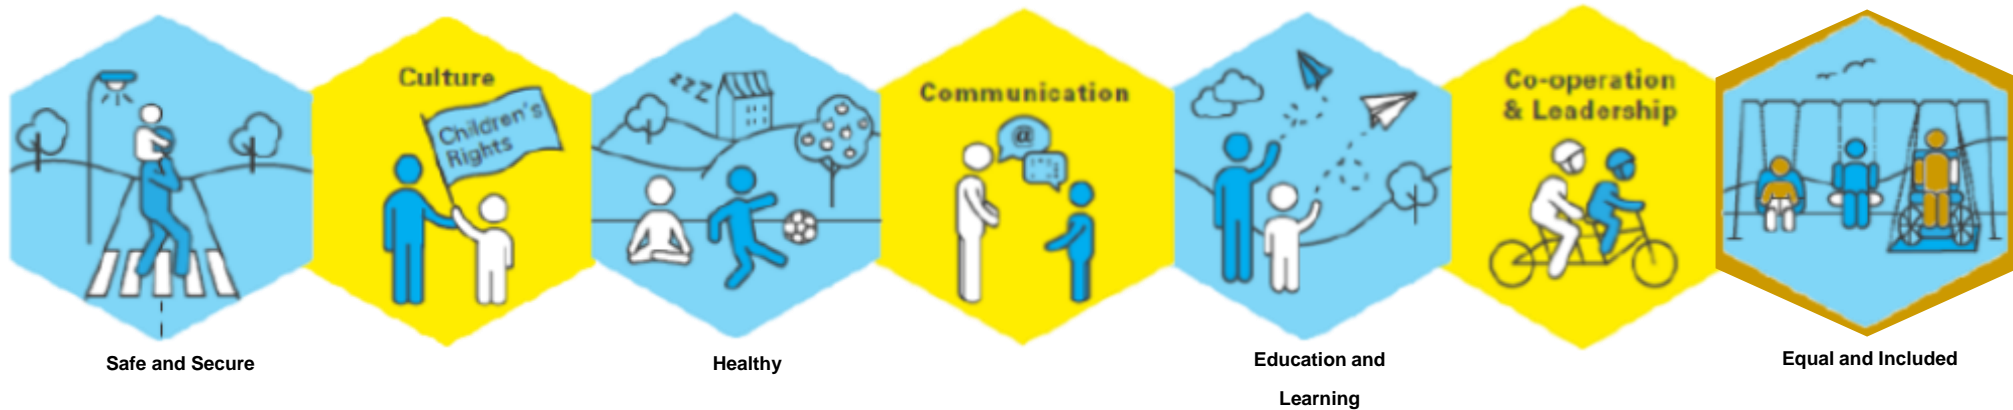 Culture
Children's
Rights
zzZ
Communication
@
Co-operation
& Leadership
Safe and Secure
Healthy
Education and
Learning
Equal and Included